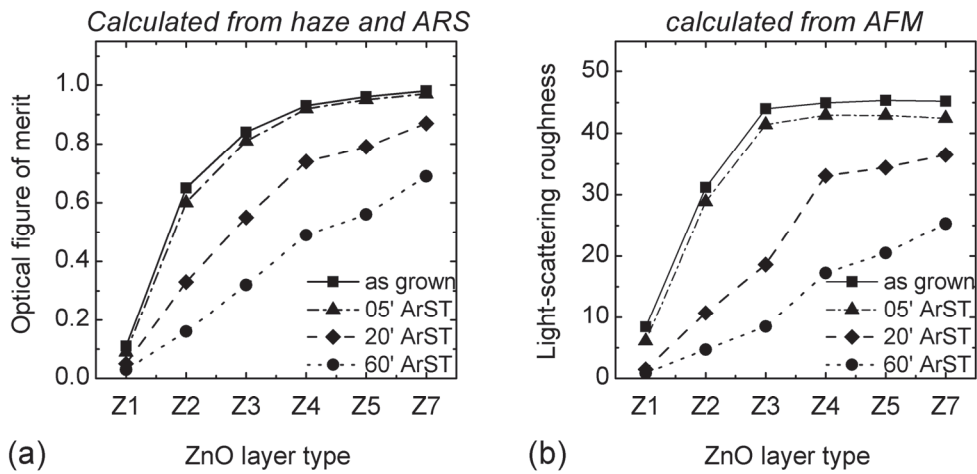 Calculated from haze and ARS
Optical figure of merit
1.0
0.8
0.6
0.4
0.2
0.0
as grown
05' ArST
20' ArST
60' ArST
Z1 Z2 Z3 Z4 Z5 Z7
(a) ZnO layer type
calculated from AFM
Light-scattering roughness
50
40
30
20
10
0
as grown
05' ArST
20' ArST
60' ArST
Z1 Z2 Z3 Z4 Z5 Z7
(b) ZnO layer type